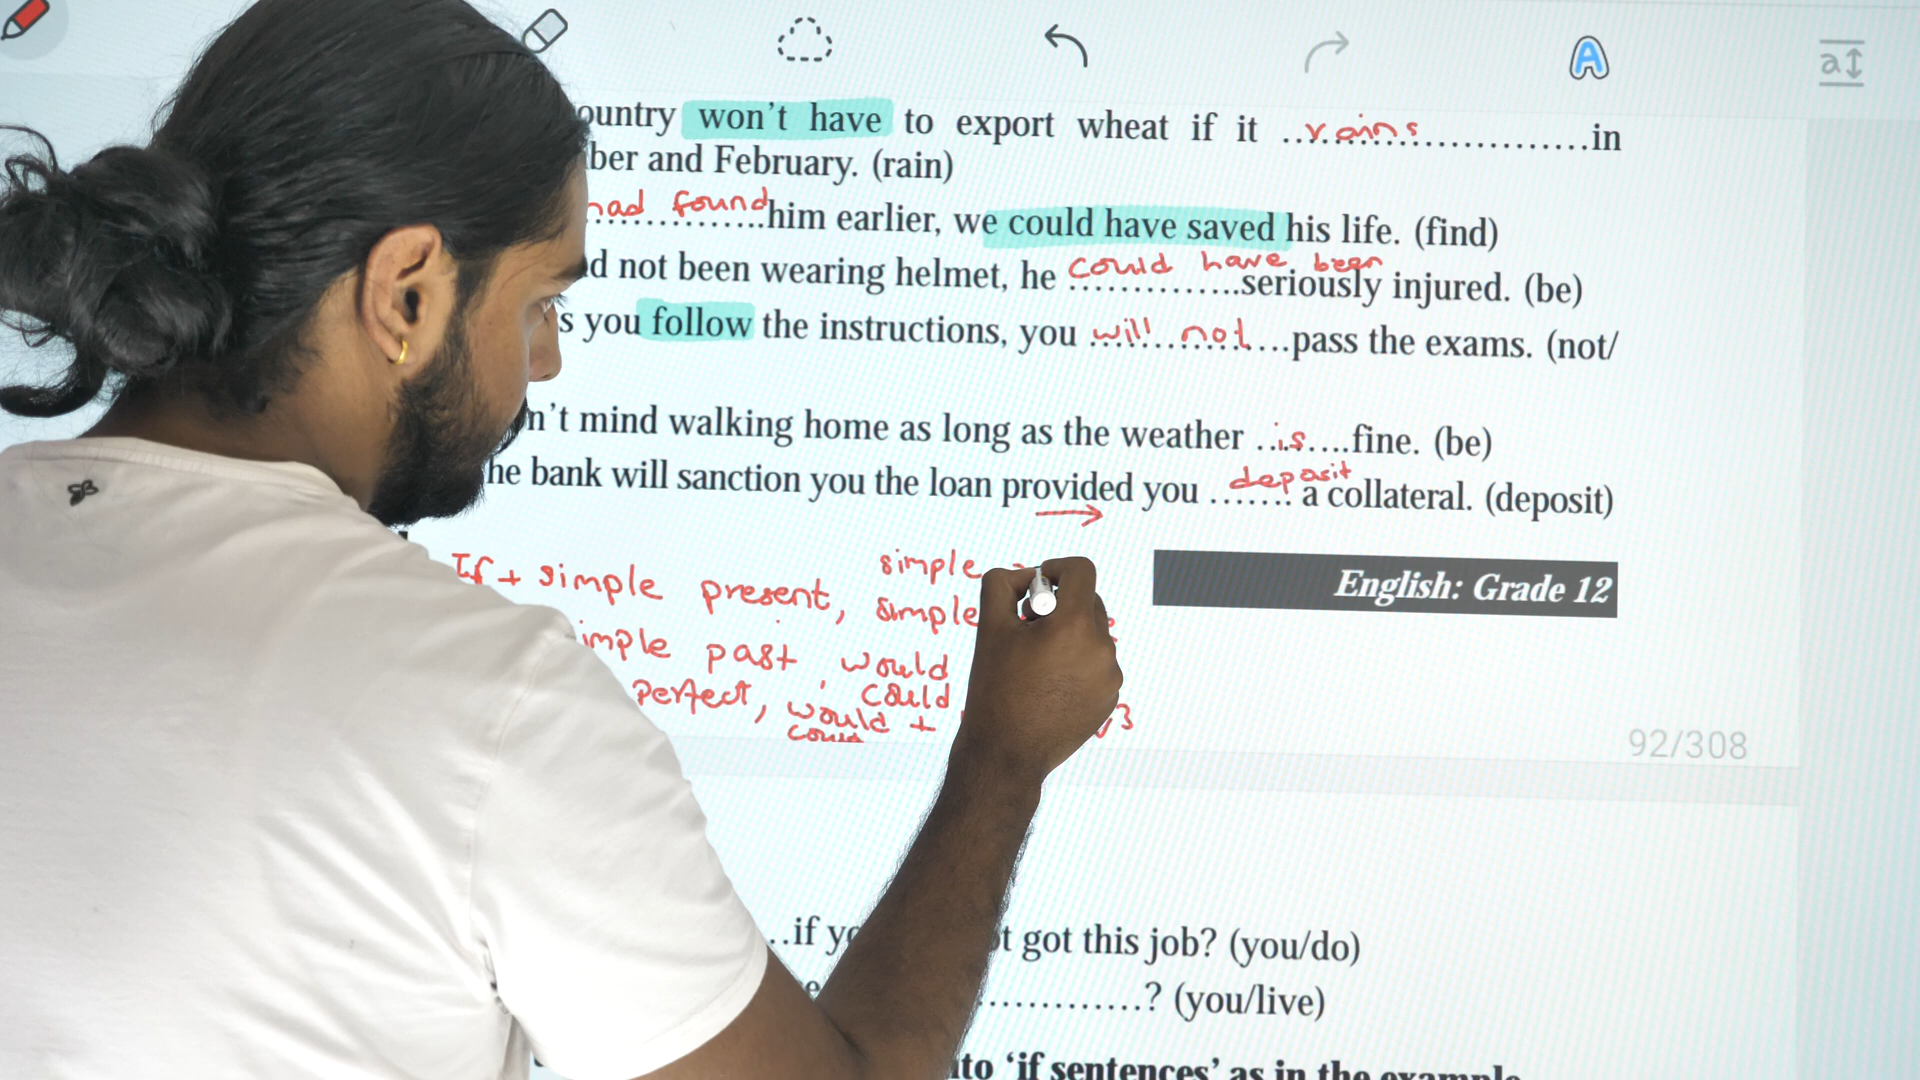 won't have to export wheat if it ..rains....................in
and February. (rain)
had found him earlier, we could have saved his life. (find)
not been wearing helmet, he could have been ..............seriously injured. (be)
you follow the instructions, you will not ....pass the exams. (not/
mind walking home as long as the weather ..is....fine. (be)
he bank will sanction you the loan provided you deposit ....... a collateral. (deposit)
simple
If + simple present, simple
English: Grade 12
past, would
could
perfect, would +
could
v3
92/308
..if got this job? (you/do)
..............? (you/live)
'if sentences' as in the example